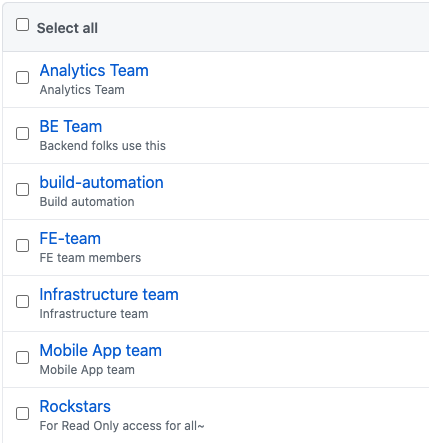 Select all
Analytics Team
Analytics Team
BE Team
Backend folks use this
build-automation
Build automation
FE-team
FE team members
Infrastructure team
Infrastructure team
Mobile App team
Mobile App team
Rockstars
For Read Only access for all~